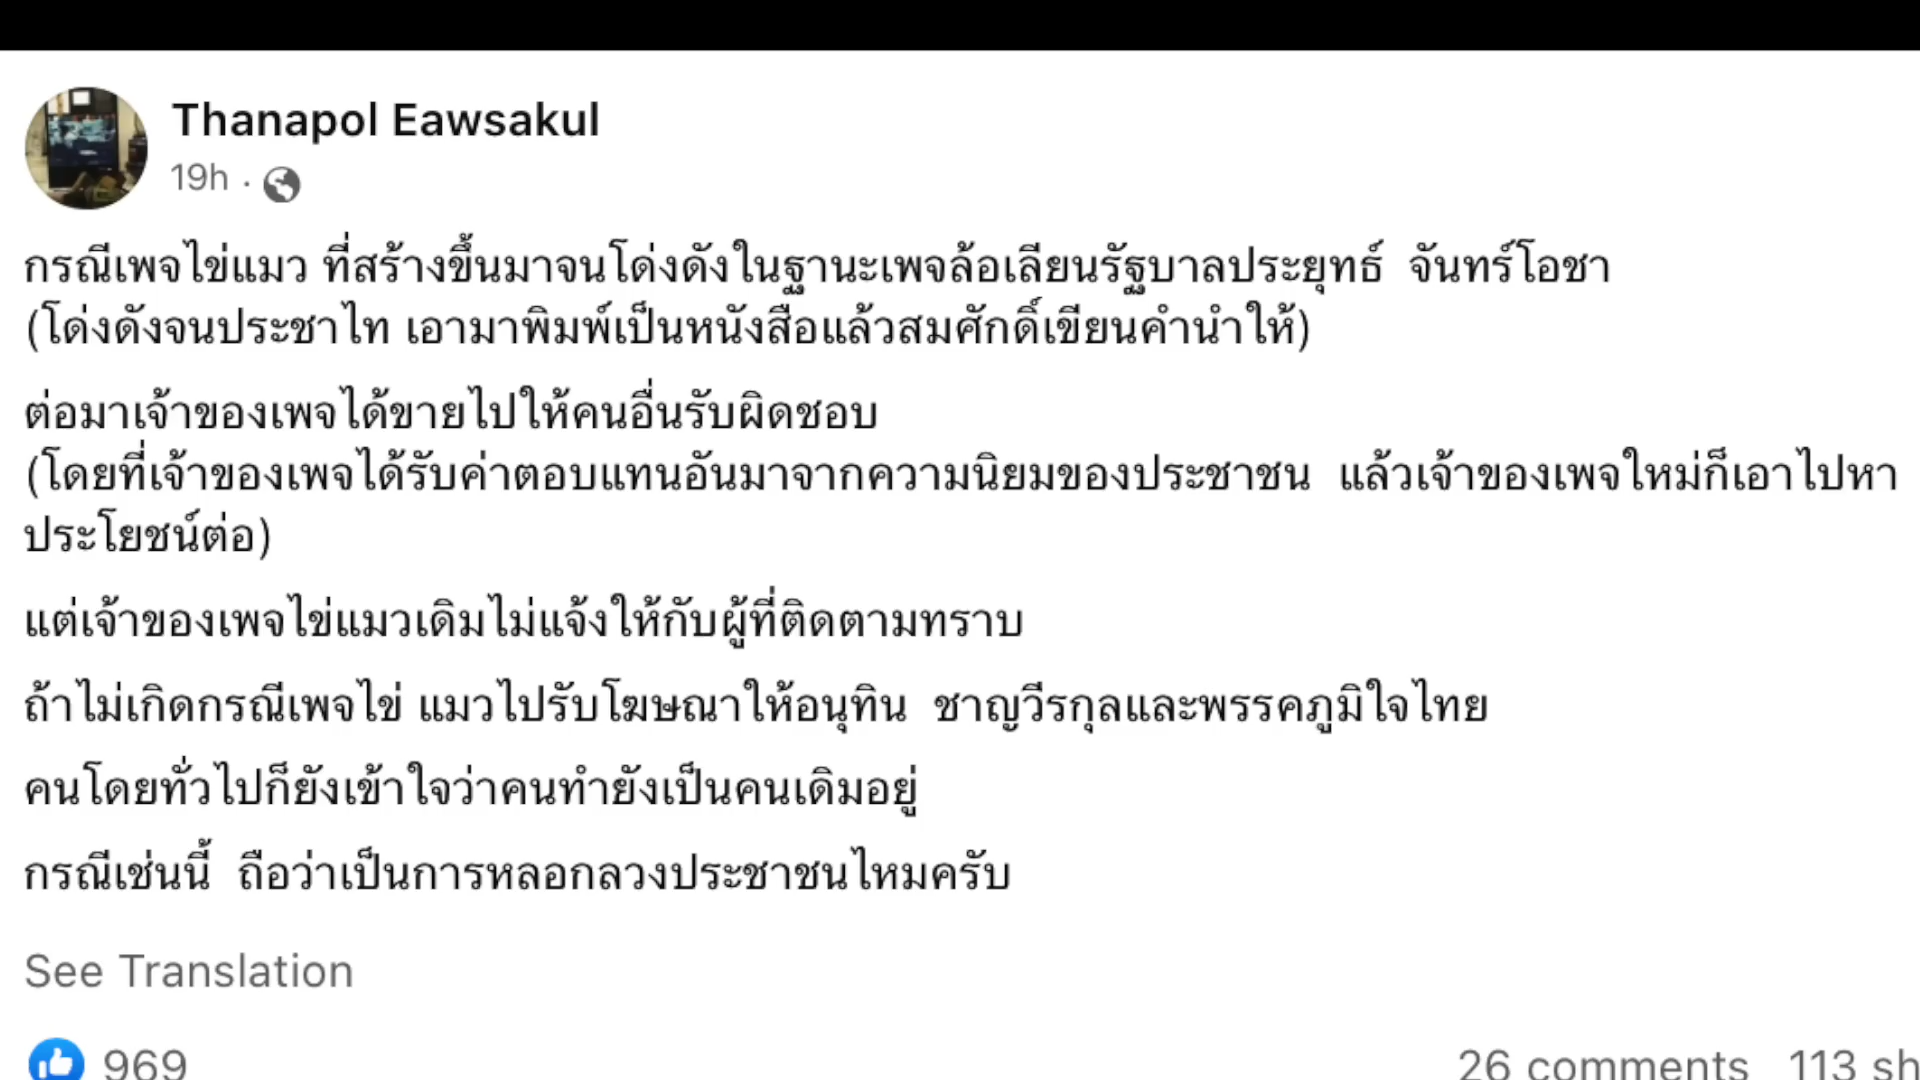 Thanapol Eawsakul
19h ·
กรณีเพจไข่แมว ที่สร้างขึ้นมาจนโด่งดังในฐานะเพจล้อเลียนรัฐบาลประยุทธ์  จันทร์โอชา
(โด่งดังจนประชาไท เอามาพิมพ์เป็นหนังสือแล้วสมศักดิ์เขียนคำนำให้)
ต่อมาเจ้าของเพจได้ขายไปให้คนอื่นรับผิดชอบ
(โดยที่เจ้าของเพจได้รับค่าตอบแทนอันมาจากความนิยมของประชาชน  แล้วเจ้าของเพจใหม่ก็เอาไปหา
ประโยชน์ต่อ)
แต่เจ้าของเพจไข่แมวเดิมไม่แจ้งให้กับผู้ที่ติดตามทราบ
ถ้าไม่เกิดกรณีเพจไข่ แมวไปรับโฆษณาให้อนุทิน  ชาญวีรกุลและพรรคภูมิใจไทย
คนโดยทั่วไปก็ยังเข้าใจว่าคนทำยังเป็นคนเดิมอยู่
กรณีเช่นนี้  ถือว่าเป็นการหลอกลวงประชาชนไหมครับ
See Translation
969
26 comments 113 sh